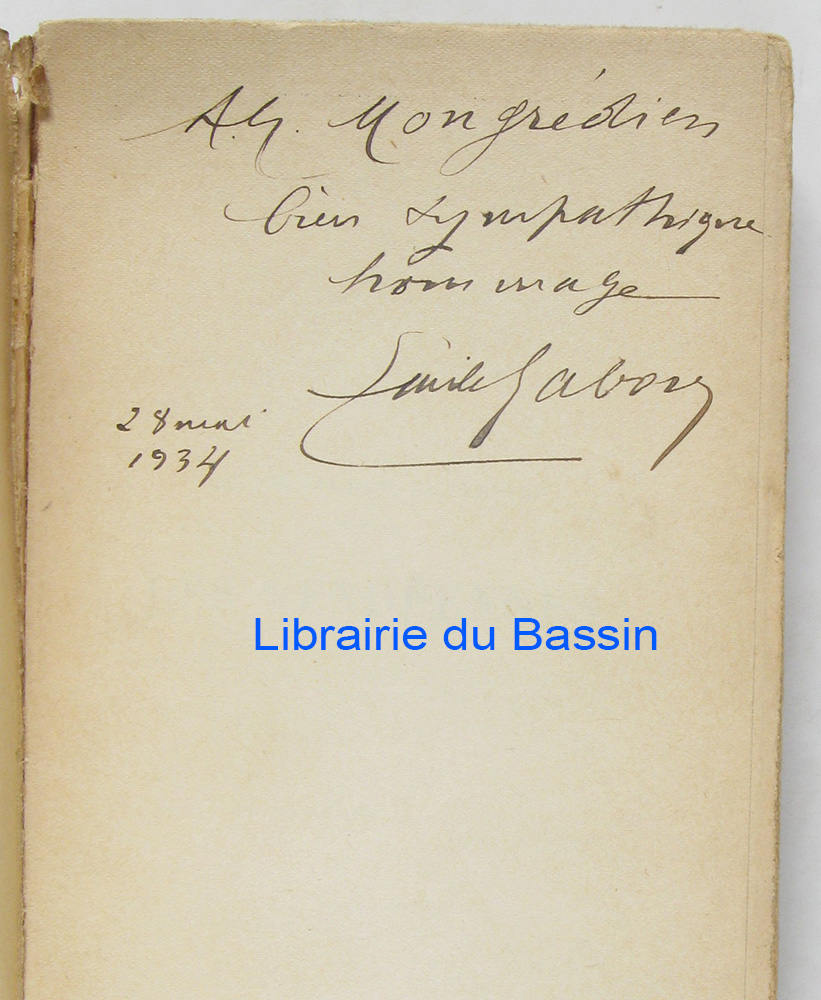 A M. Mongrédien
bien sympathique
hommage
Emile Gabory
28 mai
1934
Librairie du Bassin